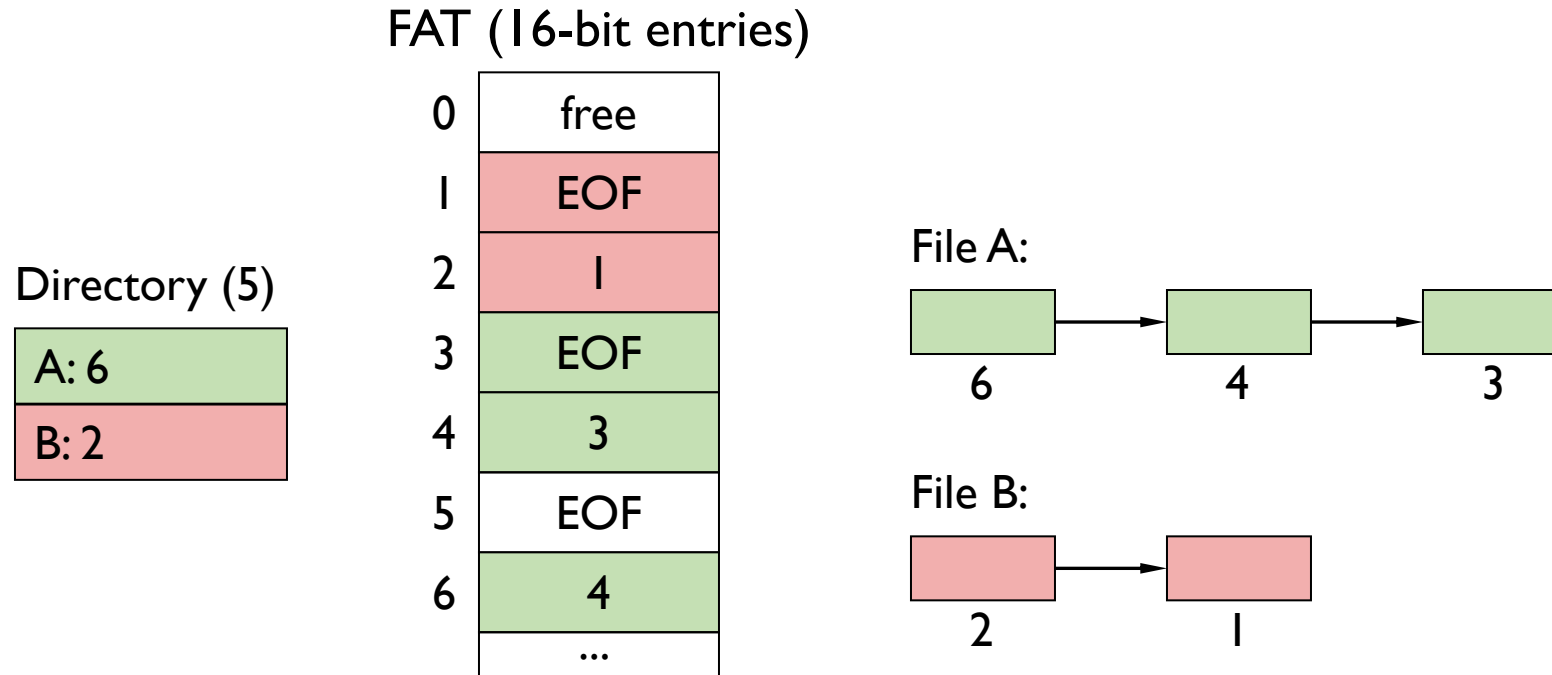 FAT (16-bit entries)
0 free
1 EOF
2 1
3 EOF
4 3
5 EOF
6 4
...
Directory (5)
A: 6
B: 2
File A:
6 4 3
File B:
2 1